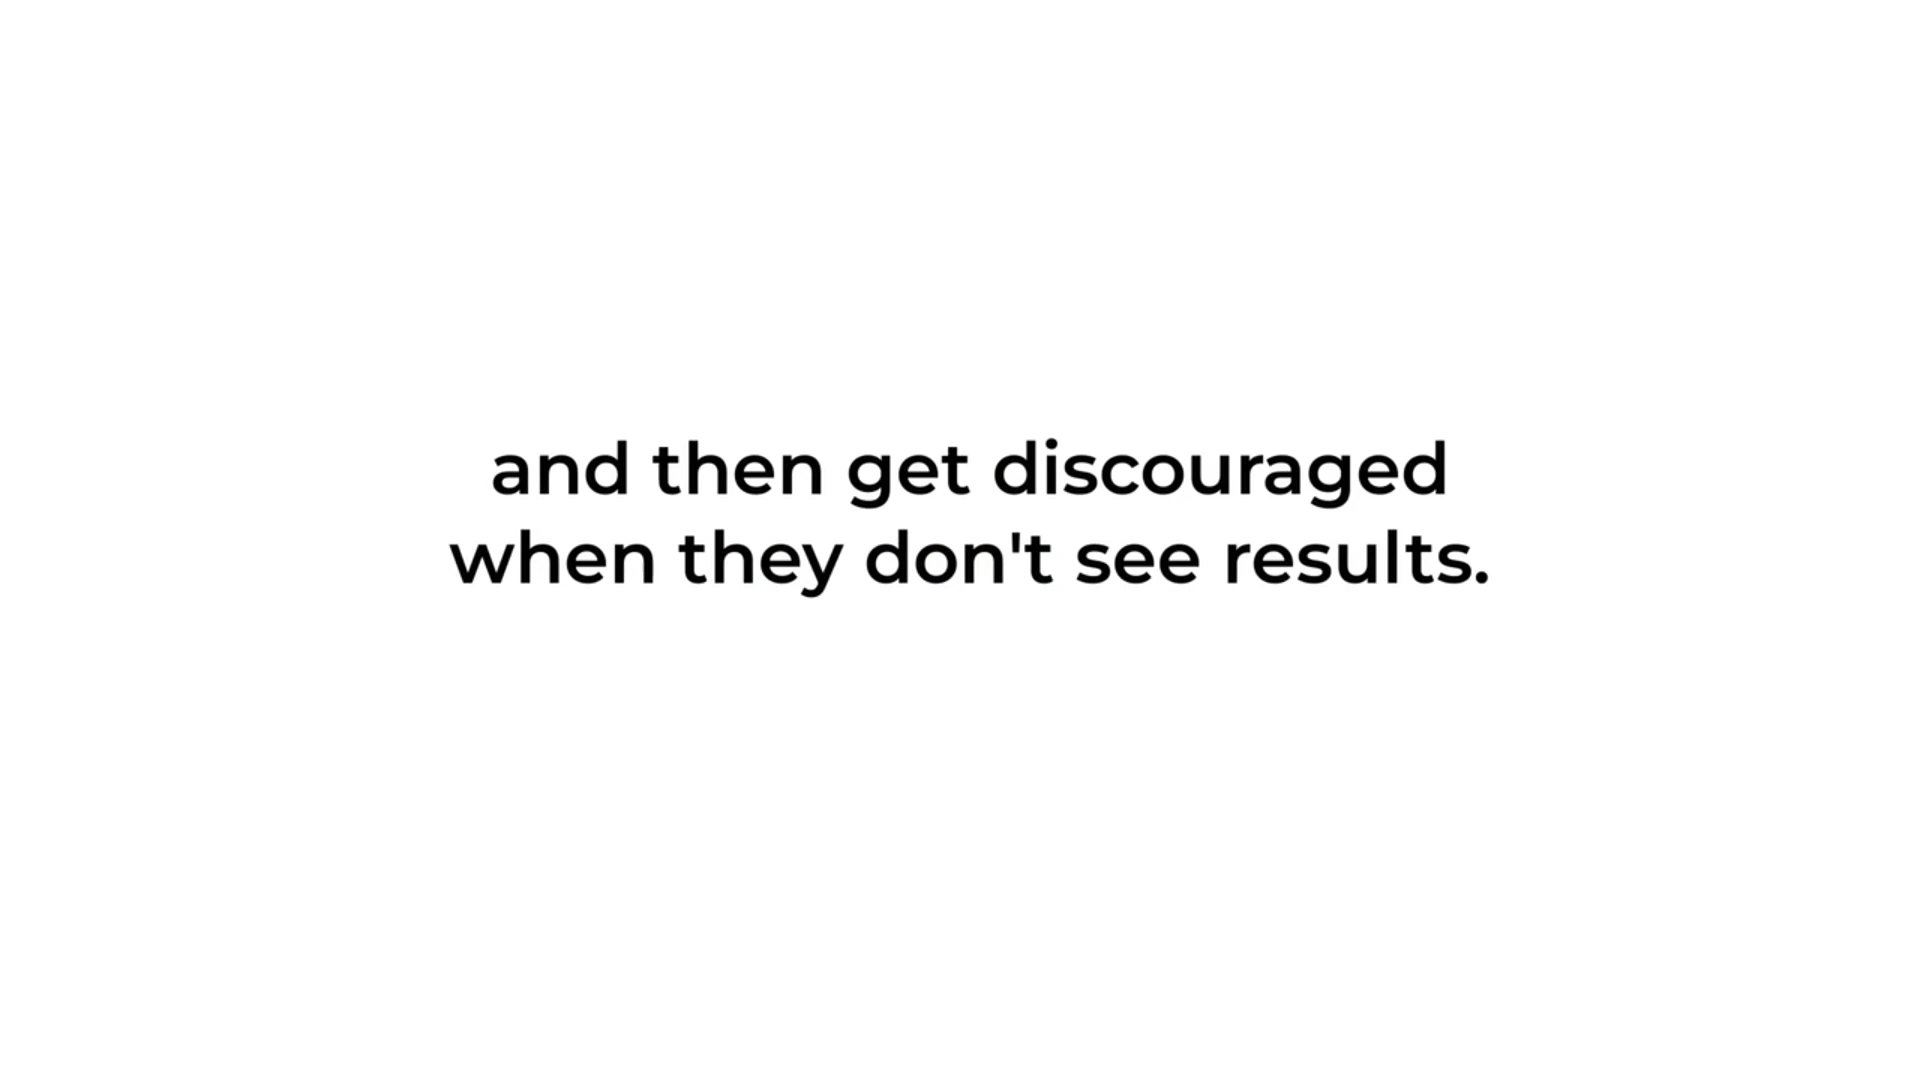 and then get discouraged
when they don't see results.